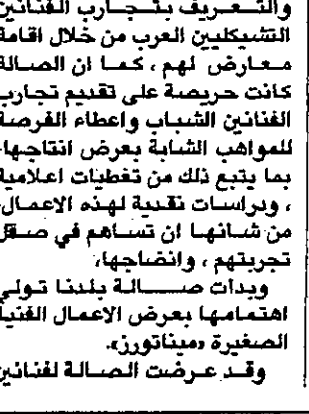 والتعريف بتجارب الفنانين
التشكيليين العرب من خلال اقامة
معارض لهم ، كما ان الصالة
كانت حريصة على تقديم تجارب
الفنانين الشباب واعطاء الفرصة
للمواهب الشابة بعرض انتاجها،
بما يتبع ذلك من تغطيات اعلامية
، ودراسات نقدية لهذه الاعمال،
من شانها ان تساهم في صقل
تجربتهم ، وانضاجها،
وبدات صالة بلدنا تولي
اهتمامها بعرض الاعمال الفنية
الصغيرة «ميناتورز».
وقد عرضت الصالة لفنانين